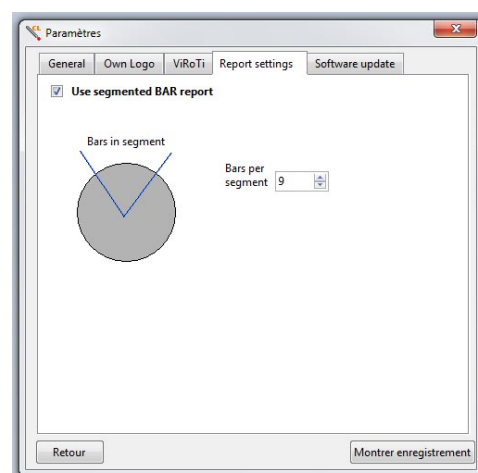 Paramètres
General Own Logo ViRoTi Report settings Software update
Use segmented BAR report
Bars in segment
Bars per
segment 9
Retour Montrer enregistrement